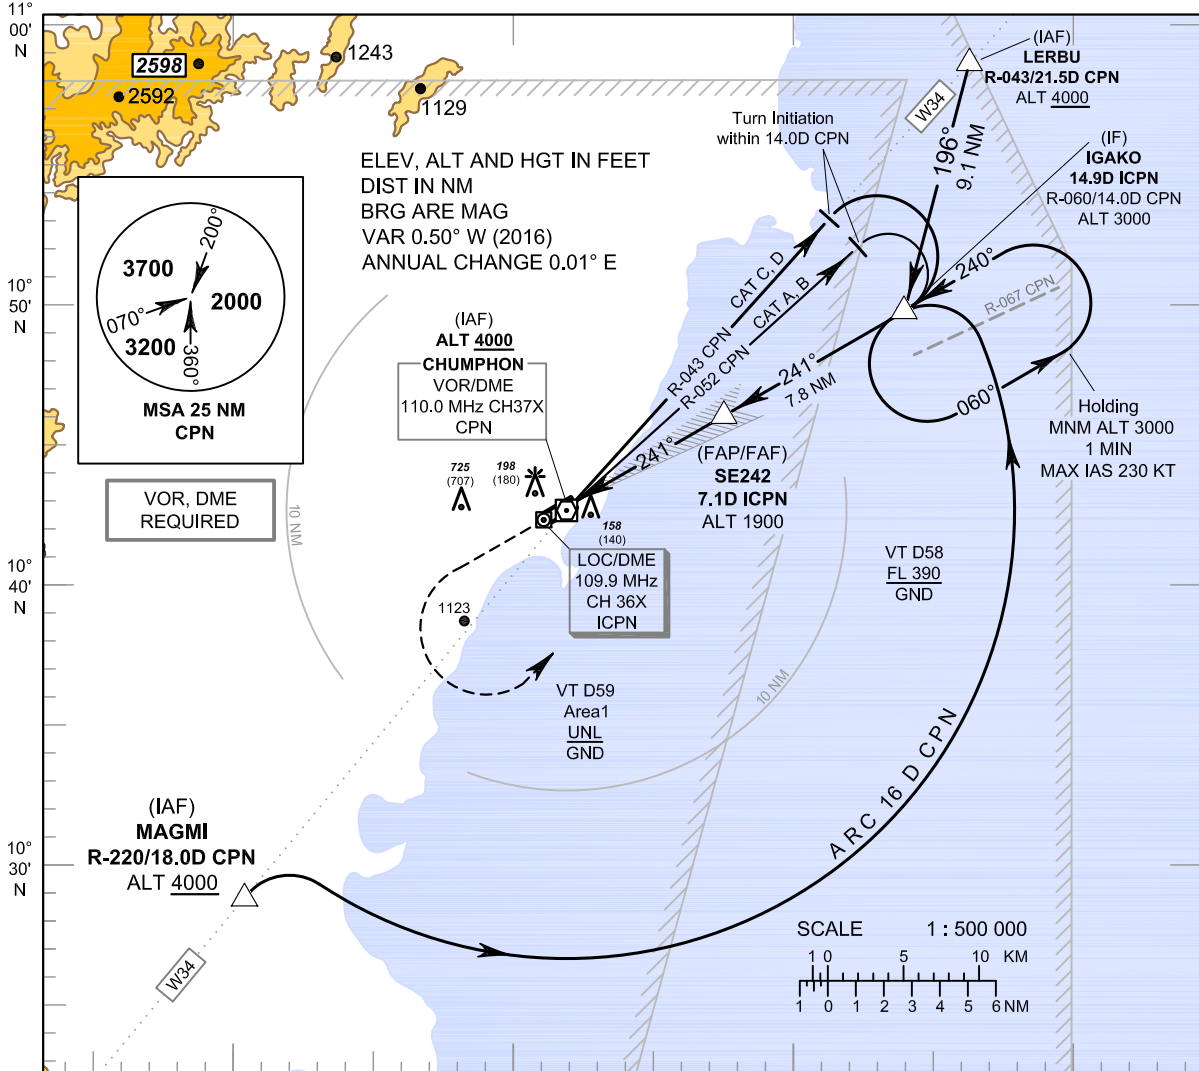 11°
00'
N
2598
2592
1243
1129
(IAF)
LERBU
R-043/21.5D CPN
ALT 4000
W34
196°
9.1 NM
Turn Initiation
within 14.0D CPN
(IF)
IGAKO
14.9D ICPN
R-060/14.0D CPN
ALT 3000
ELEV, ALT AND HGT IN FEET
DIST IN NM
BRG ARE MAG
VAR 0.50° W (2016)
ANNUAL CHANGE 0.01° E
200°
3700
2000
070°
3200
360°
MSA 25 NM
CPN
10°
50'
N
VOR, DME
REQUIRED
10 NM
(IAF)
ALT 4000
CHUMPHON
VOR/DME
110.0 MHz CH37X
CPN
CAT C, D
R-043 CPN
CAT A, B
R-052 CPN
240°
R-067 CPN
060°
241°
7.8 NM
241°
Holding
MNM ALT 3000
1 MIN
MAX IAS 230 KT
(FAP/FAF)
SE242
7.1D ICPN
ALT 1900
725
(707)
198
(180)
158
(140)
LOC/DME
109.9 MHz
CH 36X
ICPN
10°
40'
N
1123
VT D58
FL 390
GND
VT D59
Area1
UNL
GND
10 NM
ARC 16 D CPN
(IAF)
MAGMI
R-220/18.0D CPN
ALT 4000
10°
30'
N
W34
SCALE 1 : 500 000
1 0 5 10 KM
1 0 1 2 3 4 5 6 NM